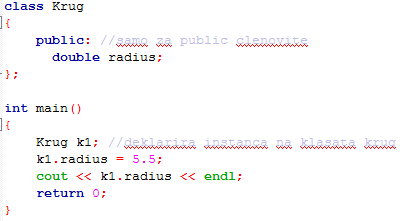 class Krug
{
public: //samo za public clenovite
double radius;
};
int main()
{
Krug k1; //deklarira instanca na klasata krug
k1.radius = 5.5;
cout << k1.radius << endl;
return 0;
}